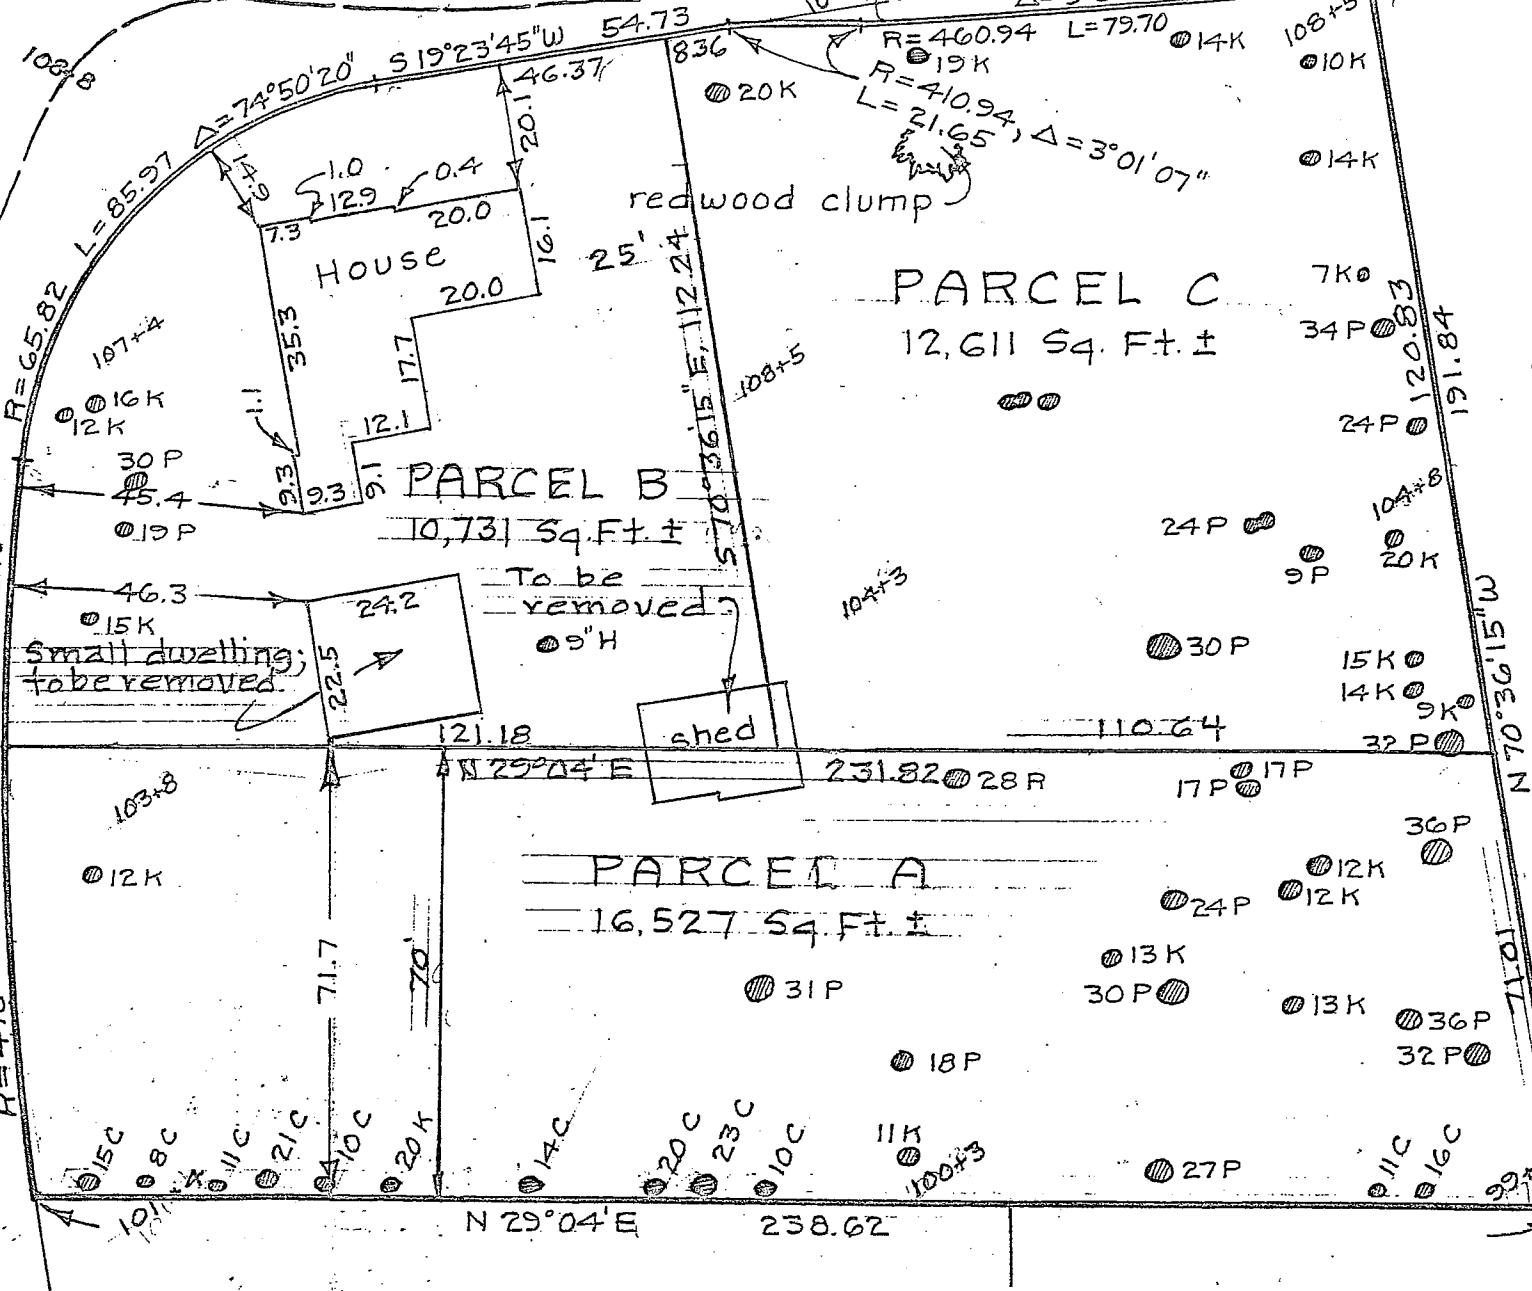 108+8
Δ=74°50'20"
S 19°23'45"W
54.73
46.37
836
R=460.94
L=79.70
14K
108+5
10K
19K
20K
R=410.94,
L=21.65
Δ=3°01'07"
14K
redwood clump
14.9
1.0
0.4
12.9
7.3
20.0
20.1
16.1
L=85.97
HOUSE
25'
20.0
R=65.82
107+4
35.3
17.7
S 70°36.15"E, 112.24
108+5
PARCEL C
12,611 Sq. Ft. ±
7K
34P
120.83
191.84
16K
12K
1.1
12.1
24P
30P
45.4
9.3
9.3
9.1
PARCEL B
10,731 Sq. Ft. ±
19P
104+8
24P
20K
9P
To be
removed
104+3
46.3
24.2
15K
9"H
30P
Small dwelling;
to be removed.
22.5
15K
14K
9K
N 70°36'15"W
121.18
shed
110.64
32P
N 29°04'E
231.82
28R
17P
17P
103+8
36P
12K
PARCEL A
16,527 Sq. Ft. ±
12K
12K
24P
71.7
70'
13K
31P
30P
13K
36P
71.01
18P
32P
15C
8C
11C
21C
10C
20K
14C
20C
23C
10C
11K
100+3
27P
11C
16C
N 29°04'E
238.62